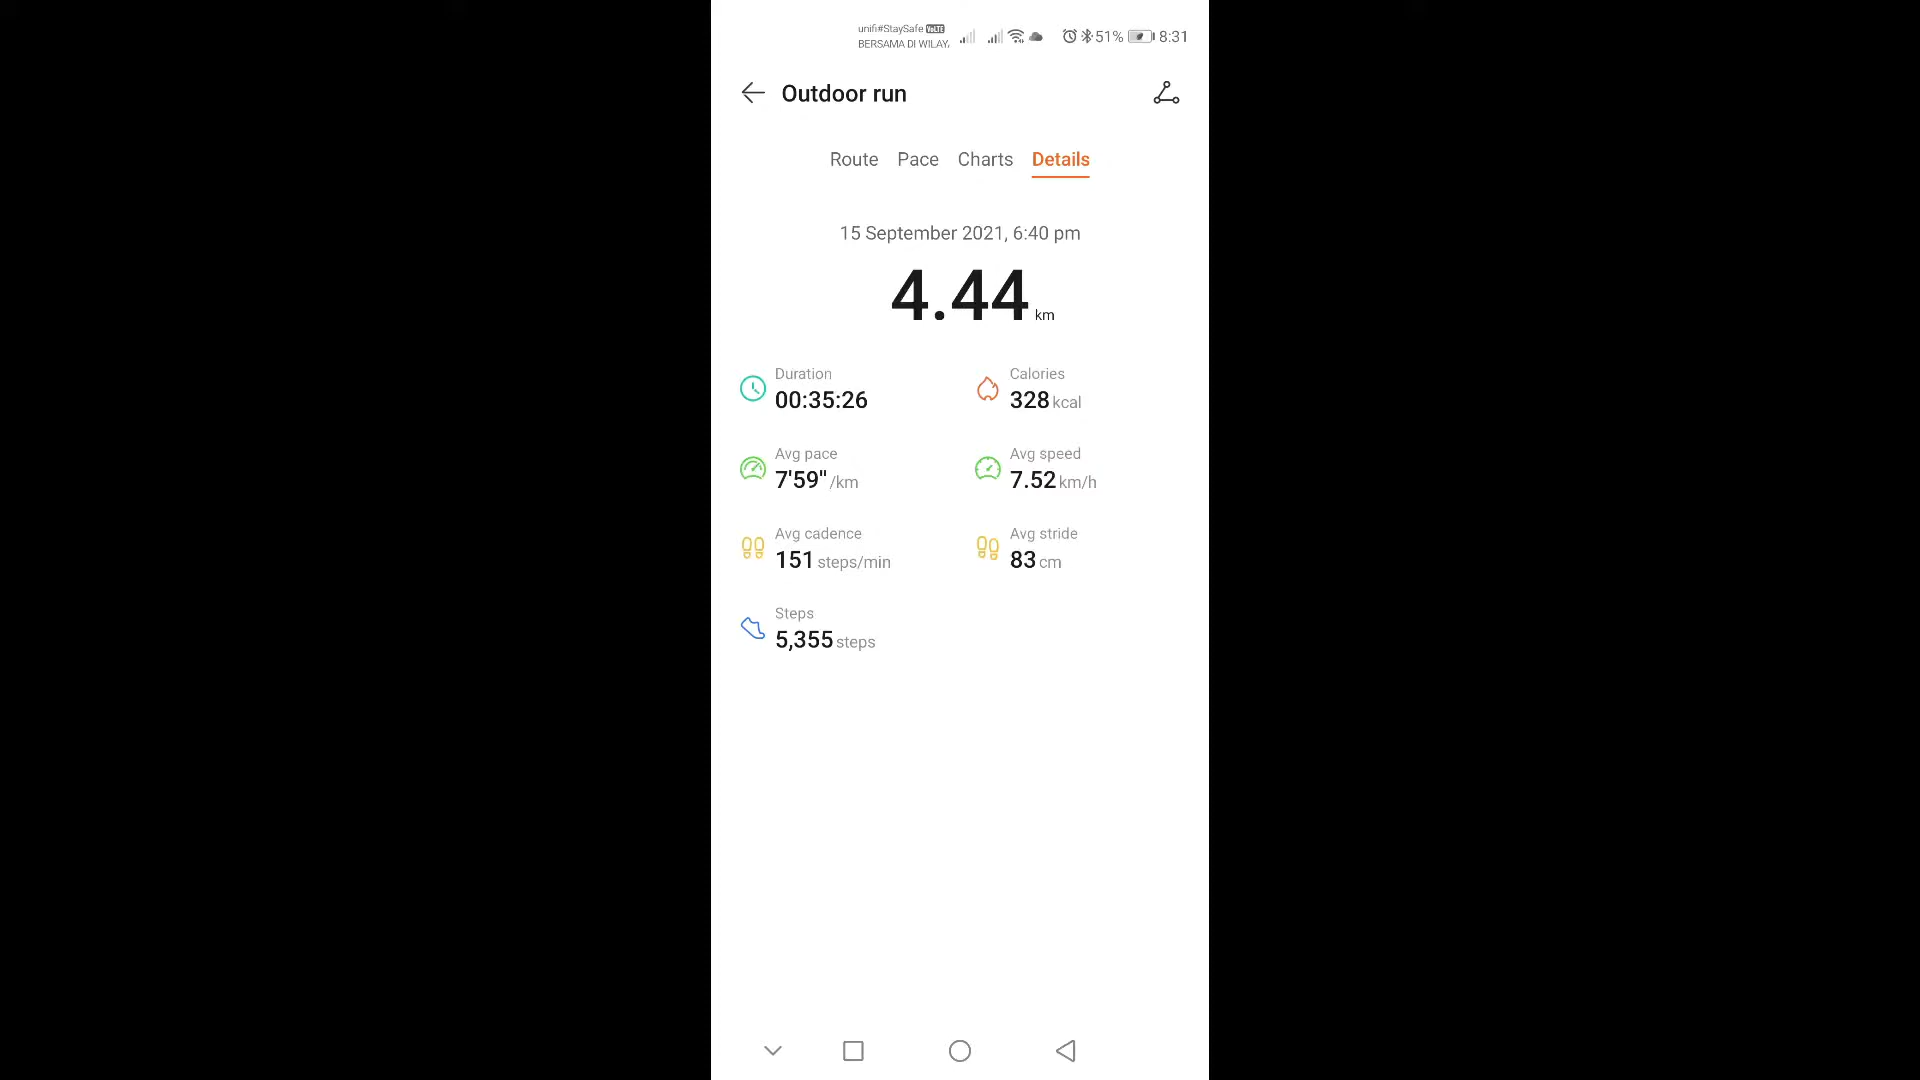 unifi#StaySafe VoLTE
BERSAMA DI WILAY
51% 8:31
Outdoor run
Route Pace Charts Details
15 September 2021, 6:40 pm
4.44 km
Duration Calories
00:35:26 328 kcal
Avg pace Avg speed
7'59" /km 7.52 km/h
Avg cadence Avg stride
151 steps/min 83 cm
Steps
5,355 steps